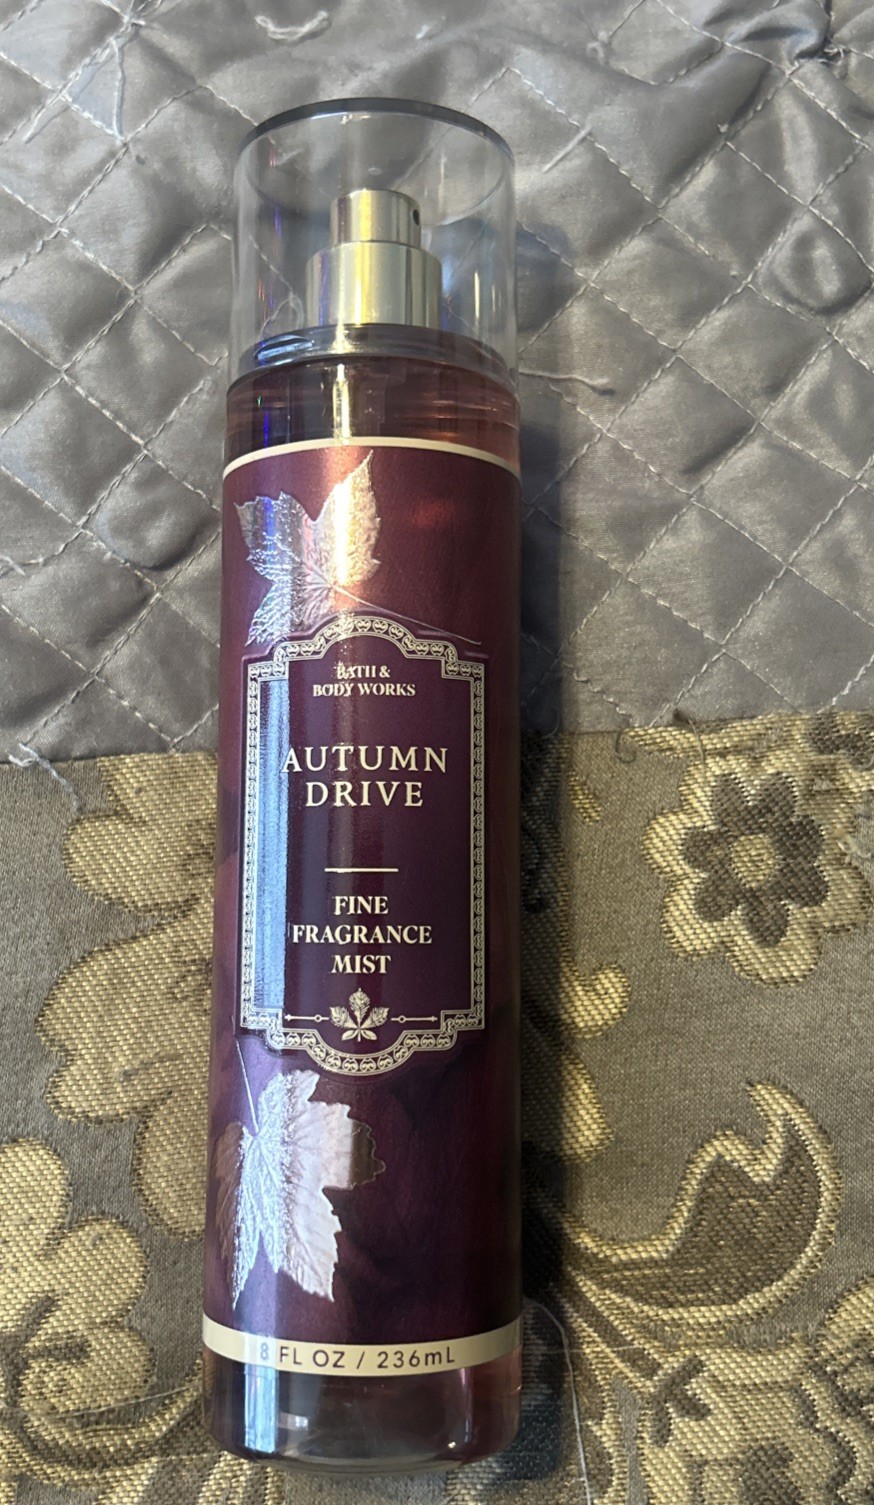 BATH &
BODY WORKS
AUTUMN
DRIVE
FINE
FRAGRANCE
MIST
8 FL OZ / 236mL